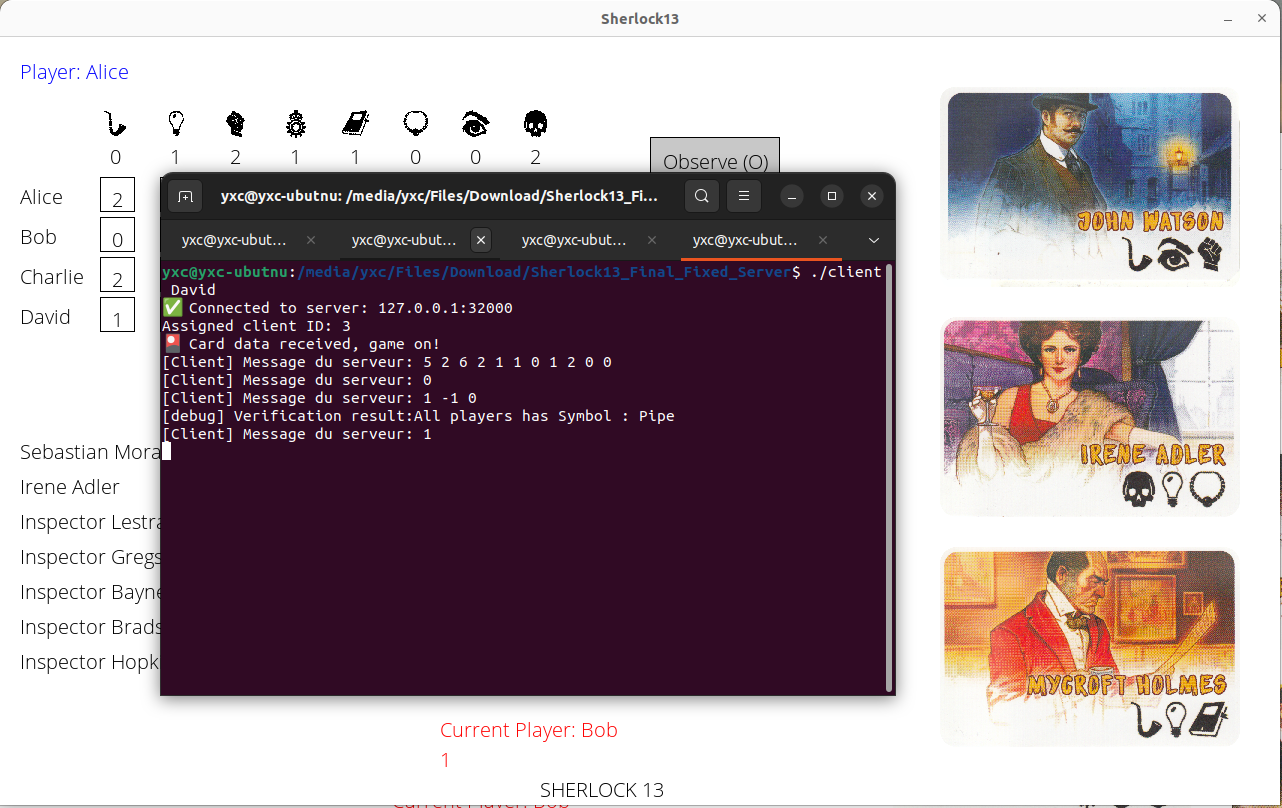 Sherlock13
Player: Alice
0 1 2 1 1 0 0 2
Observe (O)
Alice 2
Bob 0
Charlie 2
David 1
yxc@yxc-ubutnu: /media/yxc/Files/Download/Sherlock13_Fi...
yxc@yxc-ubut... yxc@yxc-ubut... yxc@yxc-ubut... yxc@yxc-ubut...
yxc@yxc-ubutnu:/media/yxc/Files/Download/Sherlock13_Final_Fixed_Server$ ./client
David
✅ Connected to server: 127.0.0.1:32000
Assigned client ID: 3
🎴 Card data received, game on!
[Client] Message du serveur: 5 2 6 2 1 1 0 1 2 0 0
[Client] Message du serveur: 0
[Client] Message du serveur: 1 -1 0
[debug] Verification result:All players has Symbol : Pipe
[Client] Message du serveur: 1
Sebastian Mora
Irene Adler
Inspector Lestra
Inspector Gregs
Inspector Bayne
Inspector Brads
Inspector Hopk
Current Player: Bob
1
SHERLOCK 13
Current Player: Bob
JOHN WATSON
IRENE ADLER
MYCROFT HOLMES